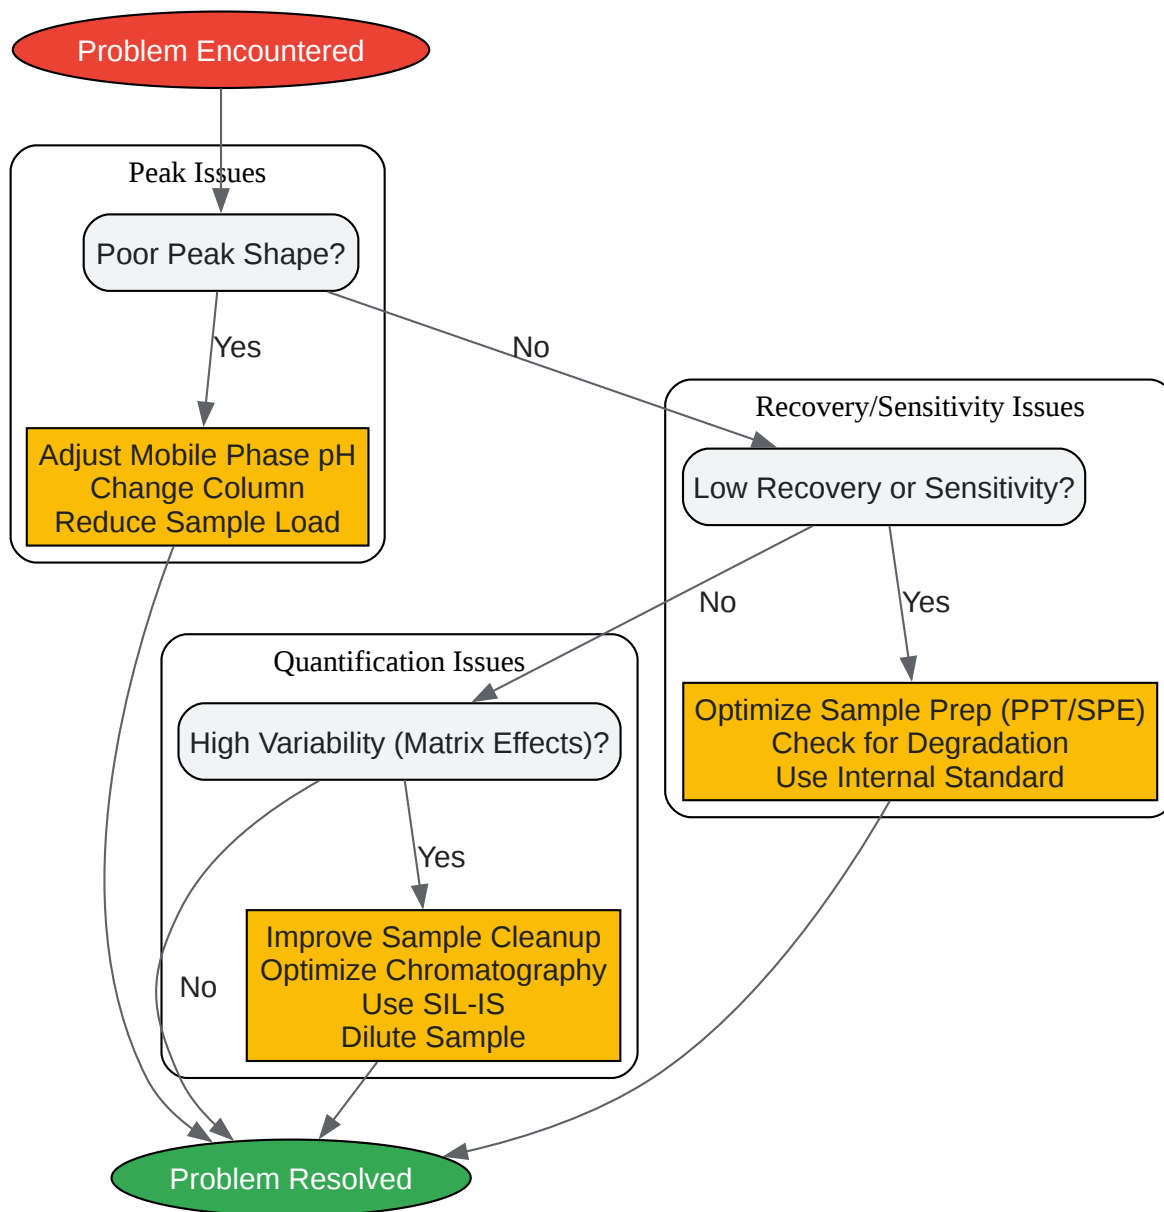 Problem Encountered
Peak Issues
Poor Peak Shape?
Yes
No
Adjust Mobile Phase pH
Change Column
Reduce Sample Load
Recovery/Sensitivity Issues
Low Recovery or Sensitivity?
No
Yes
Optimize Sample Prep (PPT/SPE)
Check for Degradation
Use Internal Standard
Quantification Issues
High Variability (Matrix Effects)?
Yes
No
Improve Sample Cleanup
Optimize Chromatography
Use SIL-IS
Dilute Sample
Problem Resolved